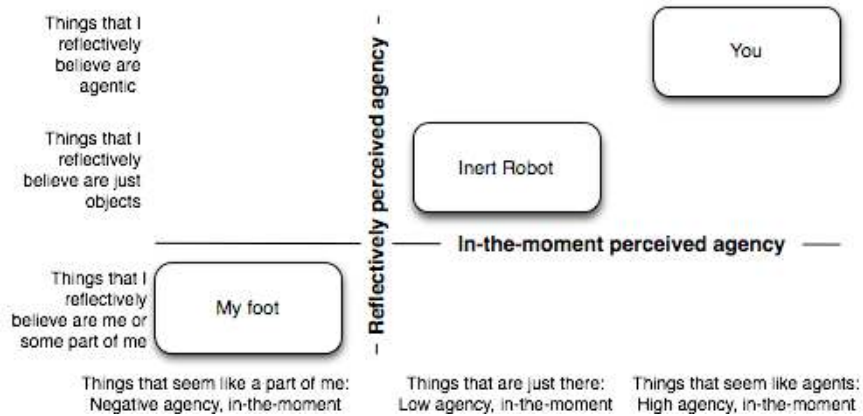 Things that I
reflectively
believe are
agentic
You
Things that I
reflectively
believe are just
objects
Inert Robot
– Reflectively perceived agency –
In-the-moment perceived agency
Things that I
reflectively
believe are me or
some part of me
My foot
Things that seem like a part of me:
Negative agency, in-the-moment
Things that are just there:
Low agency, in-the-moment
Things that seem like agents:
High agency, in-the-moment